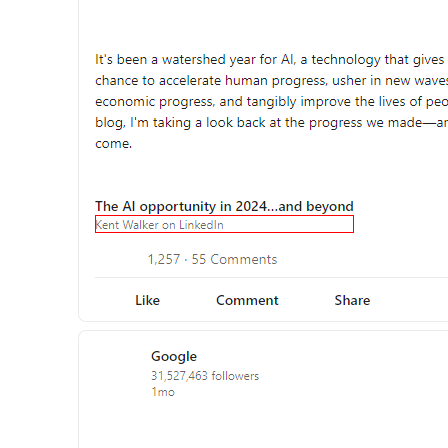 It's been a watershed year for AI, a technology that gives
chance to accelerate human progress, usher in new waves
economic progress, and tangibly improve the lives of peo
blog, I'm taking a look back at the progress we made—an
come.
The AI opportunity in 2024...and beyond
Kent Walker on LinkedIn
1,257 · 55 Comments
Like Comment Share
Google
31,527,463 followers
1mo